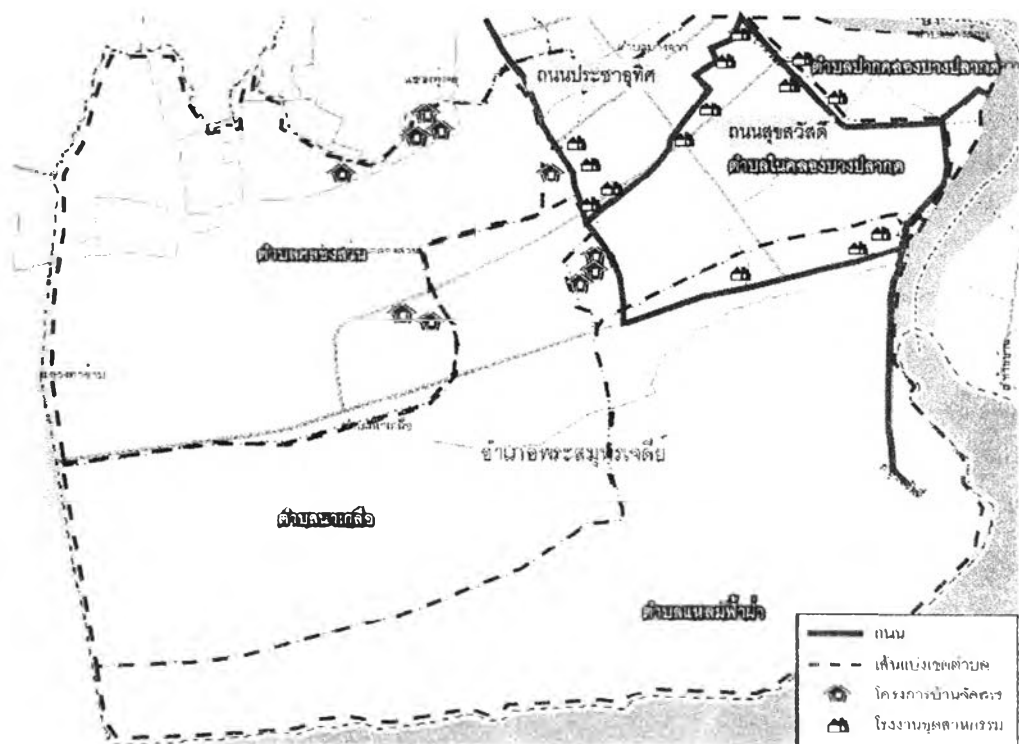 ถนนประชาอุทิศ
ตำบลปากคลองบางปลากด
ถนนสุขสวัสดิ์
ตำบลในคลองบางปลากด
ตำบลคลองสวน
อำเภอพระสมุทรเจดีย์
ตำบลนาเกลือ
ตำบลแหลมฟ้าผ่า
ถนน
เส้นแบ่งเขตตำบล
โครงการบ้านจัดสรร
โรงงานอุตสาหกรรม